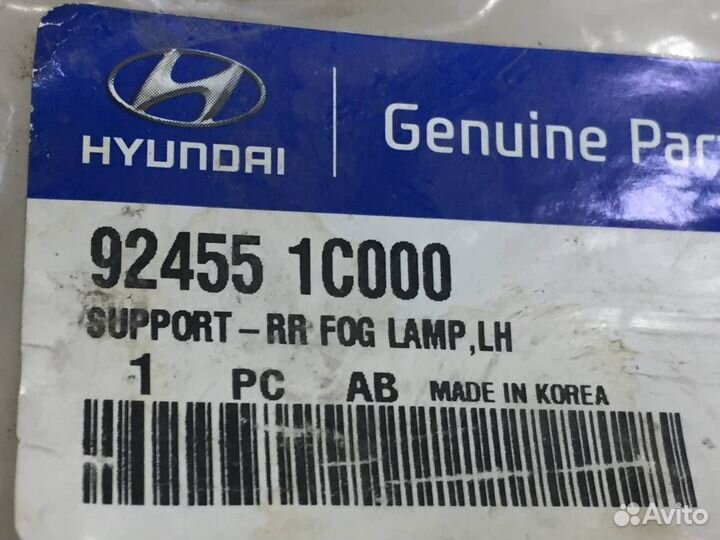 HYUNDAI
Genuine Par
92455 1C000
SUPPORT-RR FOG LAMP,LH
1 PC AB MADE IN KOREA
Avito